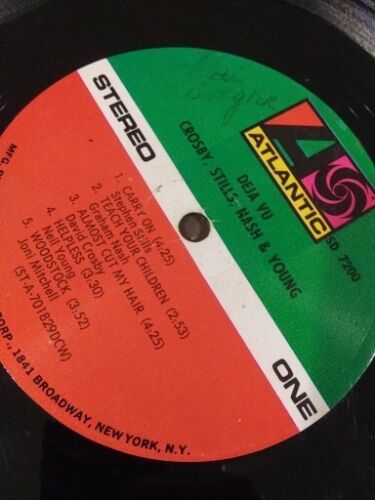 STEREO
ATLANTIC
SD 7200
DEJA VU
CROSBY, STILLS, NASH & YOUNG
ONE
1. CARRY ON (4:25)
Stephen Stills
2. TEACH YOUR CHILDREN (2:53)
Graham Nash
3. ALMOST CUT MY HAIR (4:25)
David Crosby
4. HELPLESS (3:30)
Neil Young
5. WOODSTOCK (3:52)
Joni Mitchell
(ST-A-701829DCW)
MFG. CORP., 1841 BROADWAY, NEW YORK, N.Y.